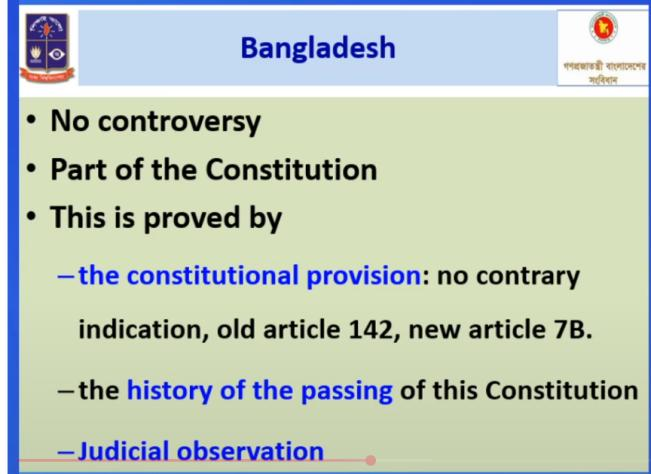 Bangladesh
গণপ্রজাতন্ত্রী বাংলাদেশের
সংবিধান
• No controversy
• Part of the Constitution
• This is proved by
– the constitutional provision: no contrary
indication, old article 142, new article 7B.
– the history of the passing of this Constitution
– Judicial observation